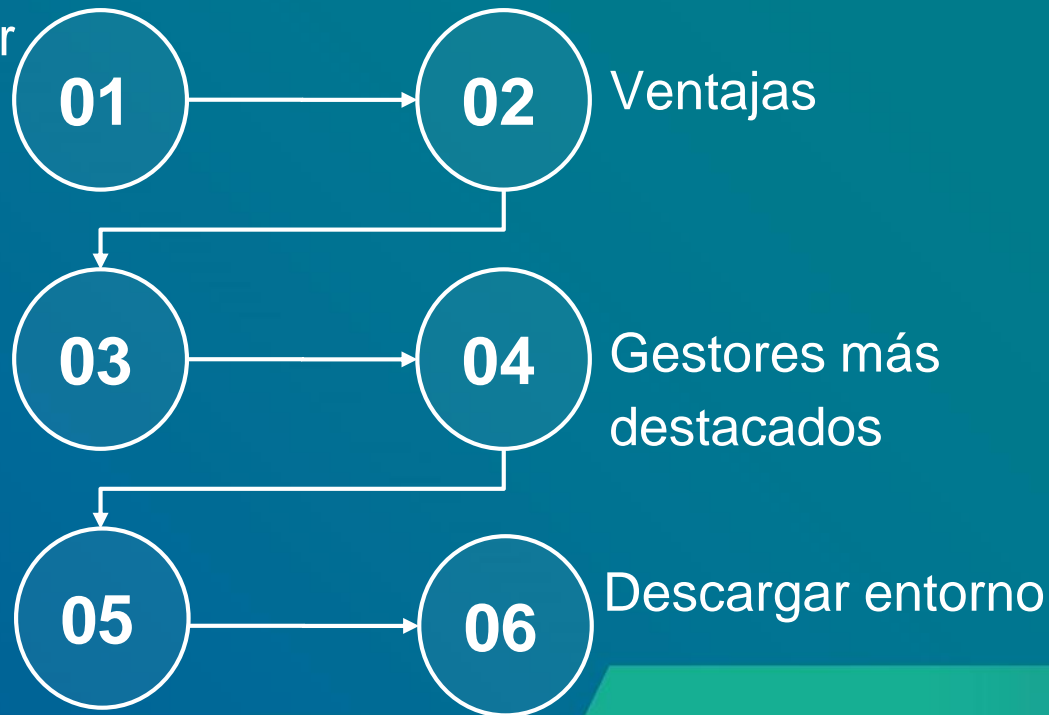 r
01
02
Ventajas
03
04
Gestores más
destacados
05
06
Descargar entorno